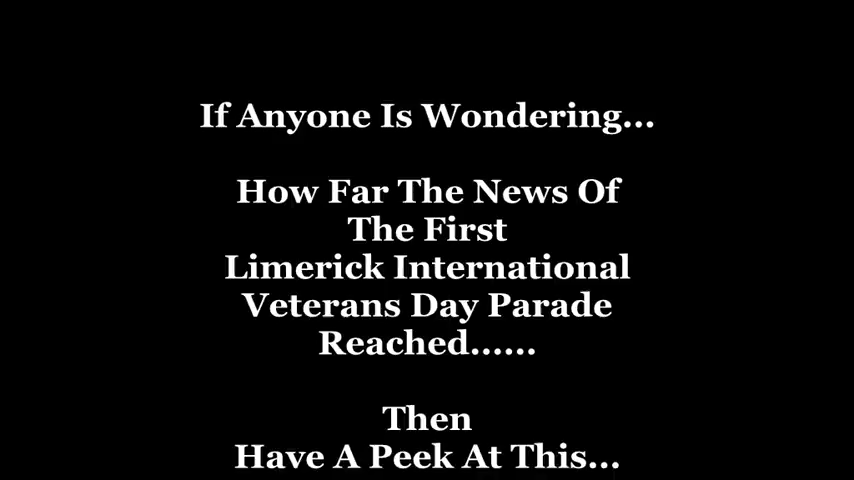 If Anyone Is Wondering...
How Far The News Of
The First
Limerick International
Veterans Day Parade
Reached......
Then
Have A Peek At This...